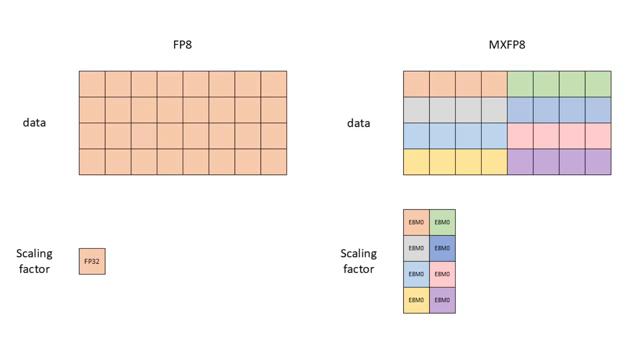 FP8
MXFP8
data
data
Scaling
factor
FP32
Scaling
factor
E8M0 E8M0
E8M0 E8M0
E8M0 E8M0
E8M0 E8M0